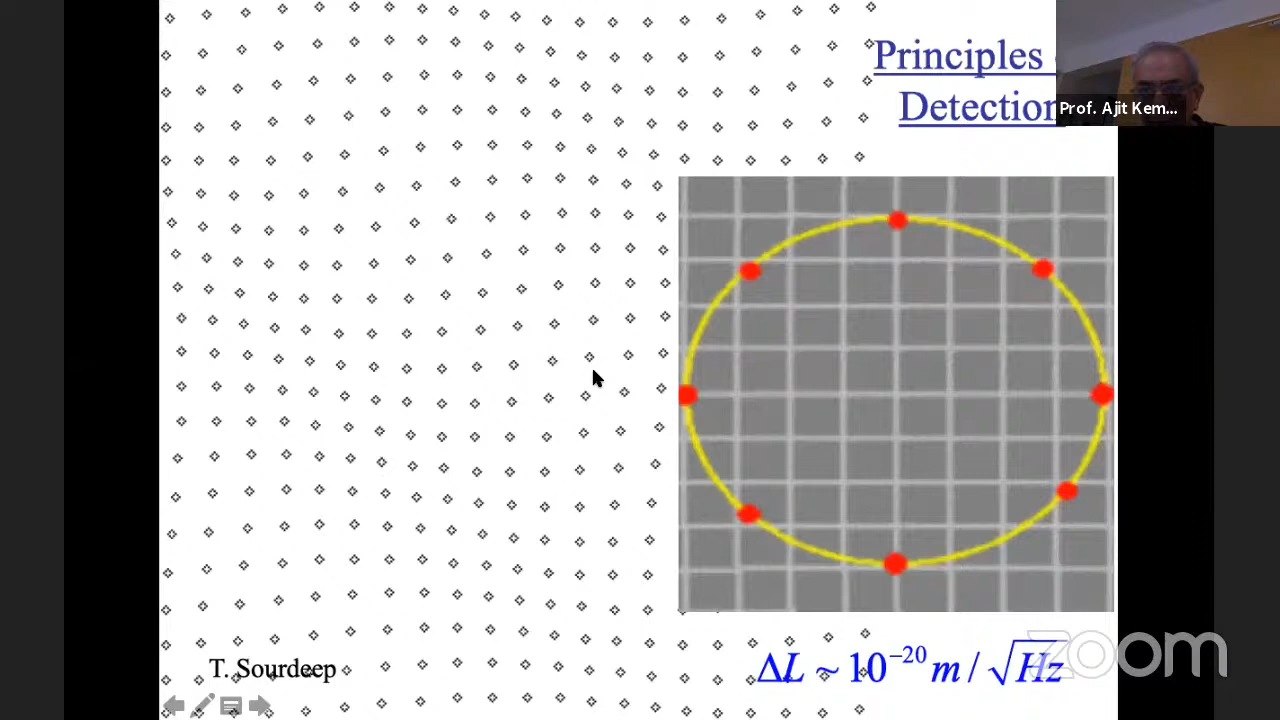 Principles
Detection
Prof. Ajit Kem...
T. Sourdeep
ΔL ~ 10⁻²⁰ m / √Hz
zoom